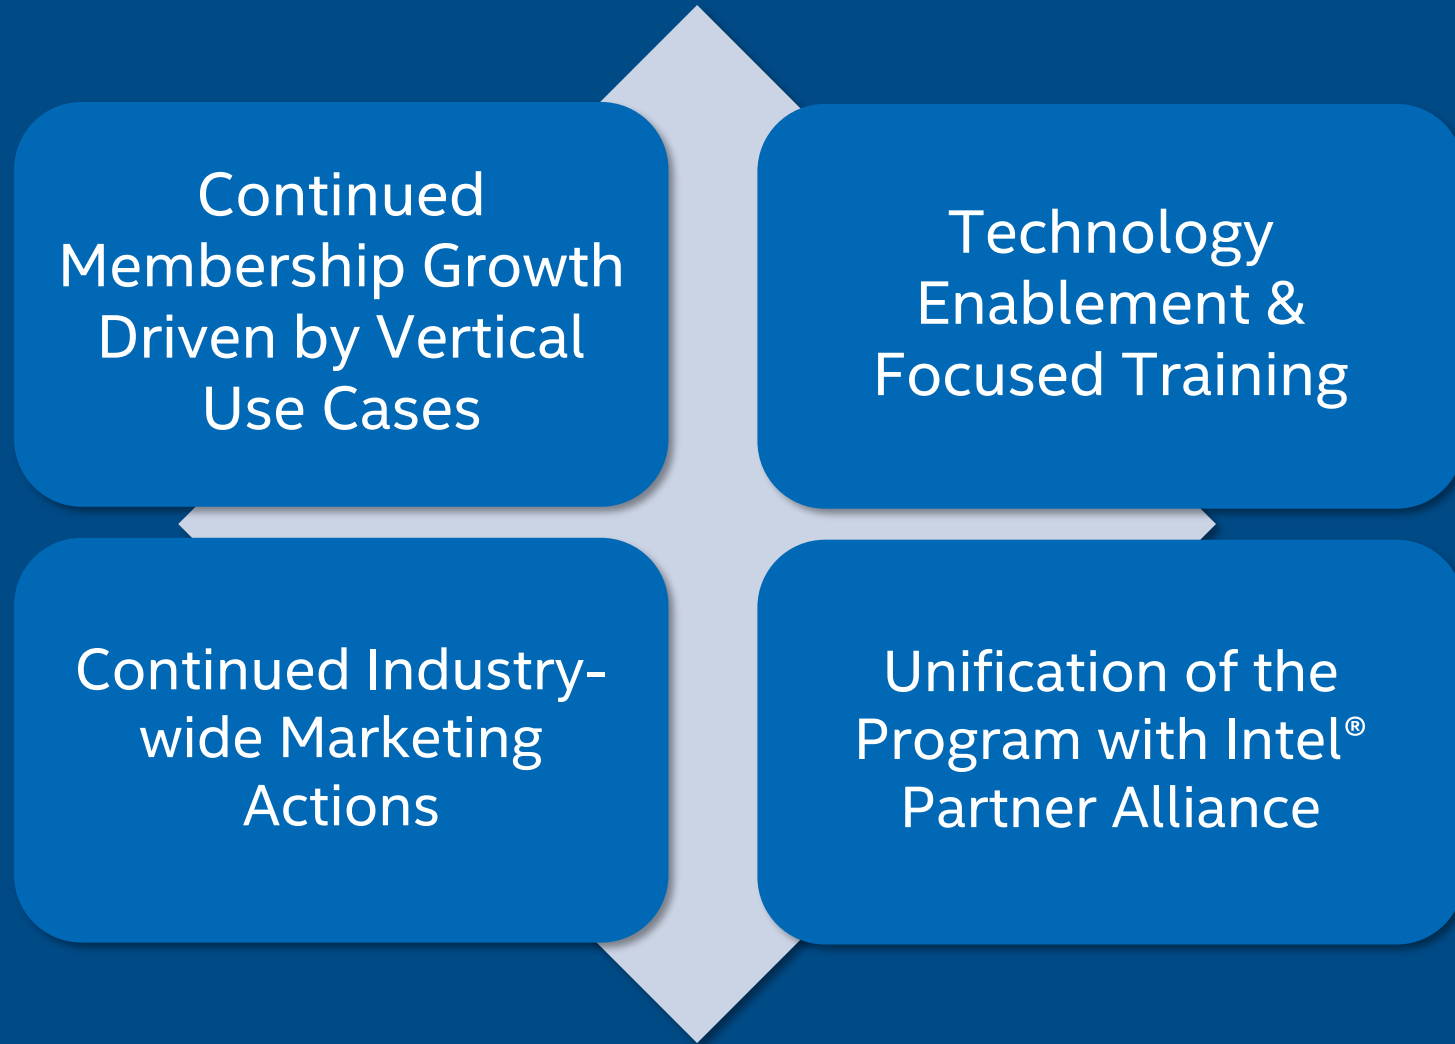 Continued
Membership Growth
Driven by Vertical
Use Cases
Technology
Enablement &
Focused Training
Continued Industry-
wide Marketing
Actions
Unification of the
Program with Intel®
Partner Alliance